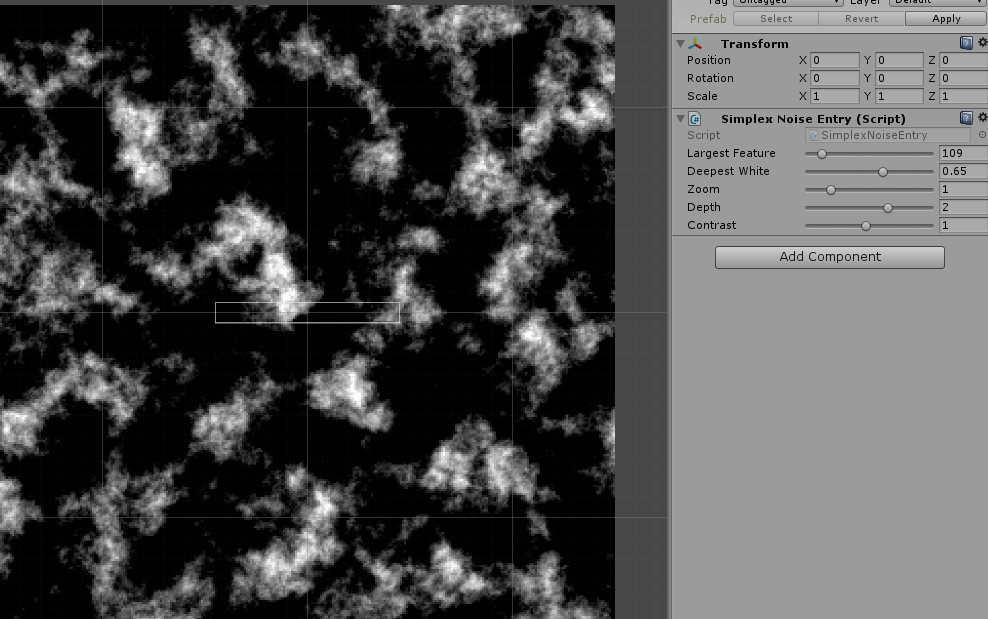 Tag Untagged Layer Default
Prefab Select Revert Apply
Transform
Position X 0 Y 0 Z 0
Rotation X 0 Y 0 Z 0
Scale X 1 Y 1 Z 1
Simplex Noise Entry (Script)
Script SimplexNoiseEntry
Largest Feature 109
Deepest White 0.65
Zoom 1
Depth 2
Contrast 1
Add Component